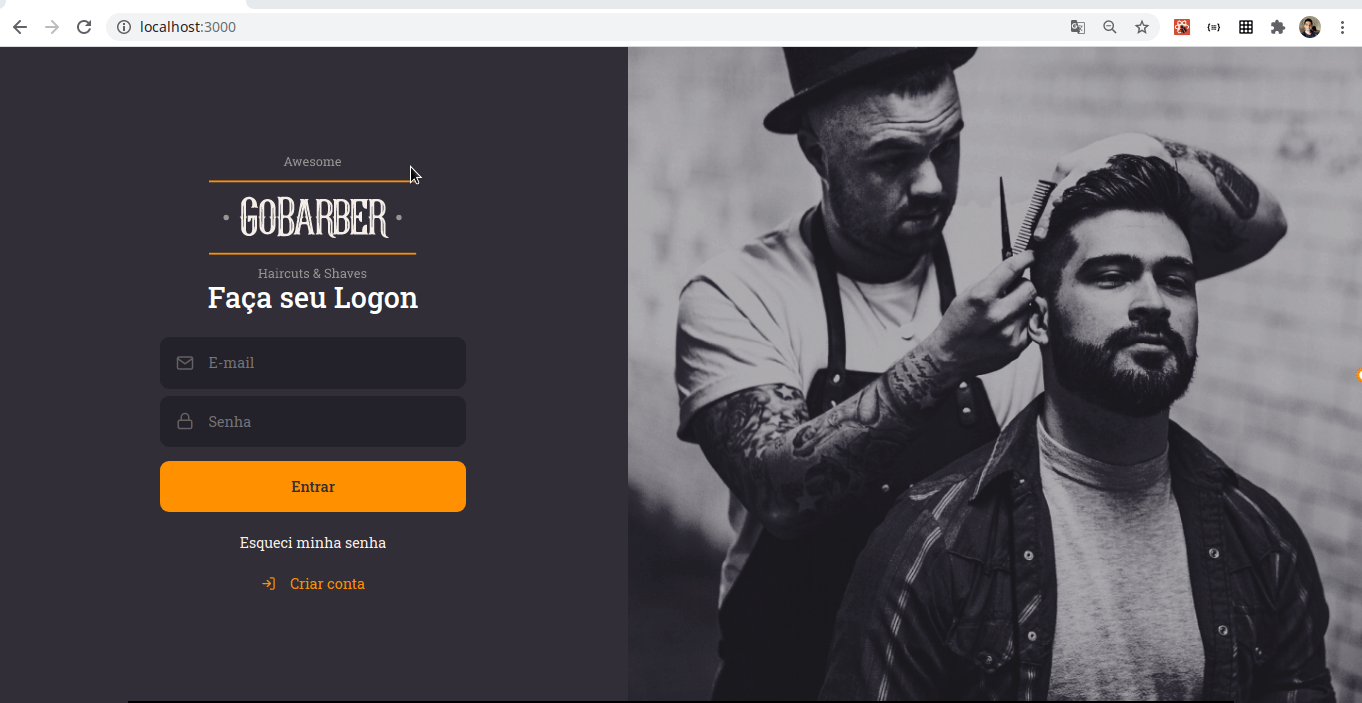 localhost:3000
Awesome
GOBARBER
Haircuts & Shaves
Faça seu Logon
E-mail
Senha
Entrar
Esqueci minha senha
Criar conta